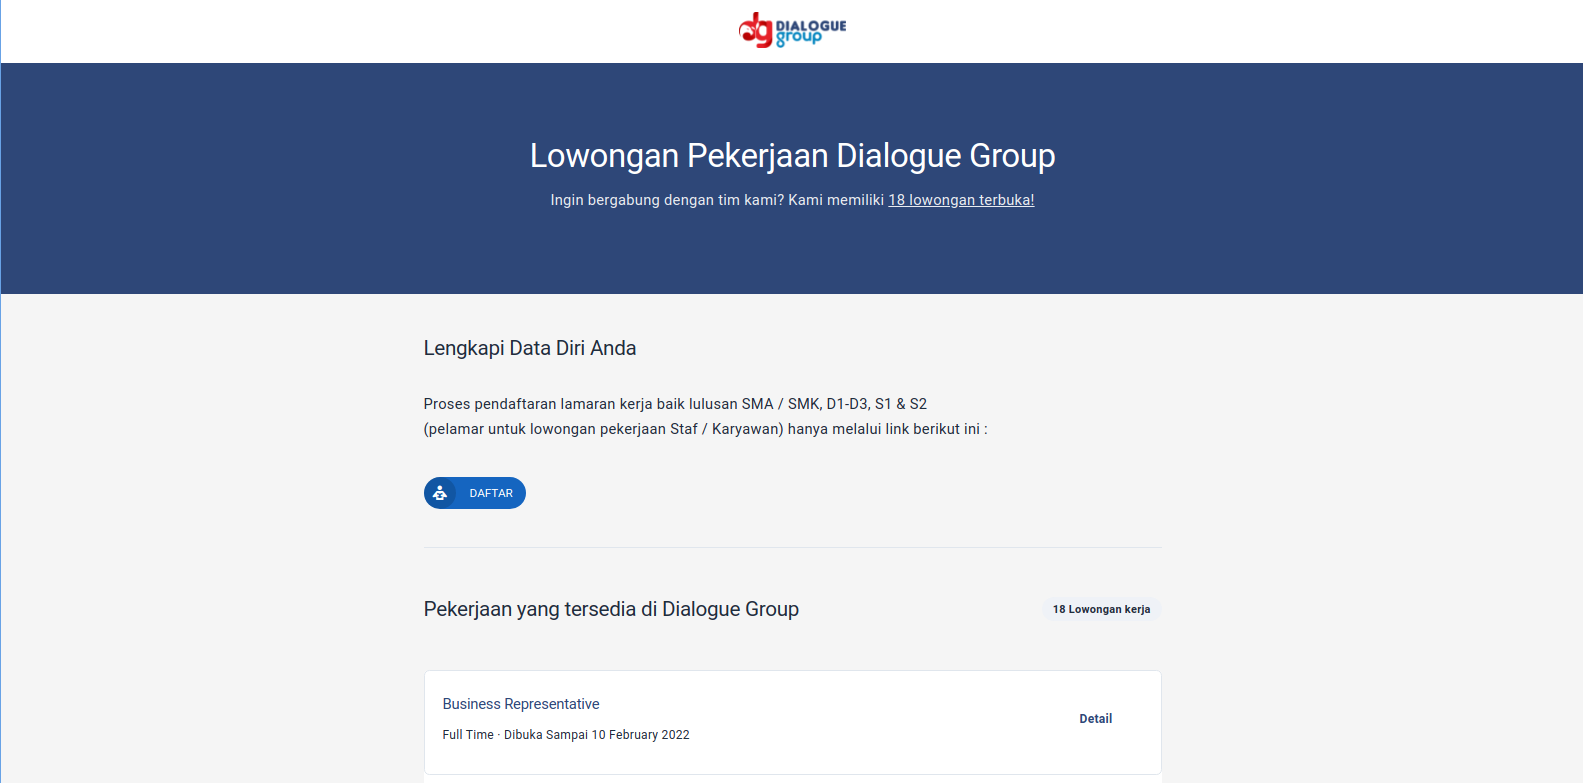 dg DIALOGUE
group
Lowongan Pekerjaan Dialogue Group
Ingin bergabung dengan tim kami? Kami memiliki 18 lowongan terbuka!
Lengkapi Data Diri Anda
Proses pendaftaran lamaran kerja baik lulusan SMA / SMK, D1-D3, S1 & S2
(pelamar untuk lowongan pekerjaan Staf / Karyawan) hanya melalui link berikut ini :
DAFTAR
Pekerjaan yang tersedia di Dialogue Group
18 Lowongan kerja
Business Representative
Detail
Full Time · Dibuka Sampai 10 February 2022